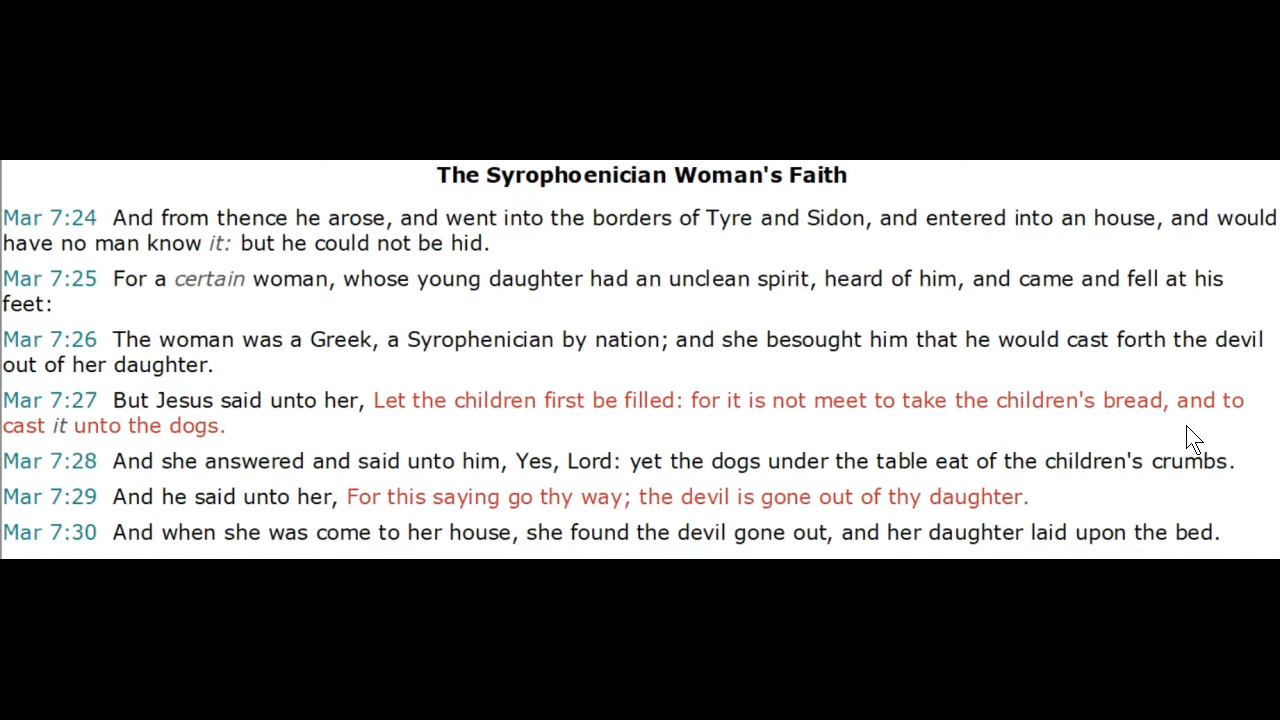 The Syrophoenician Woman's Faith
Mar 7:24 And from thence he arose, and went into the borders of Tyre and Sidon, and entered into an house, and would
have no man know it: but he could not be hid.
Mar 7:25 For a certain woman, whose young daughter had an unclean spirit, heard of him, and came and fell at his
feet:
Mar 7:26 The woman was a Greek, a Syrophenician by nation; and she besought him that he would cast forth the devil
out of her daughter.
Mar 7:27 But Jesus said unto her, Let the children first be filled: for it is not meet to take the children's bread, and to
cast it unto the dogs.
Mar 7:28 And she answered and said unto him, Yes, Lord: yet the dogs under the table eat of the children's crumbs.
Mar 7:29 And he said unto her, For this saying go thy way; the devil is gone out of thy daughter.
Mar 7:30 And when she was come to her house, she found the devil gone out, and her daughter laid upon the bed.